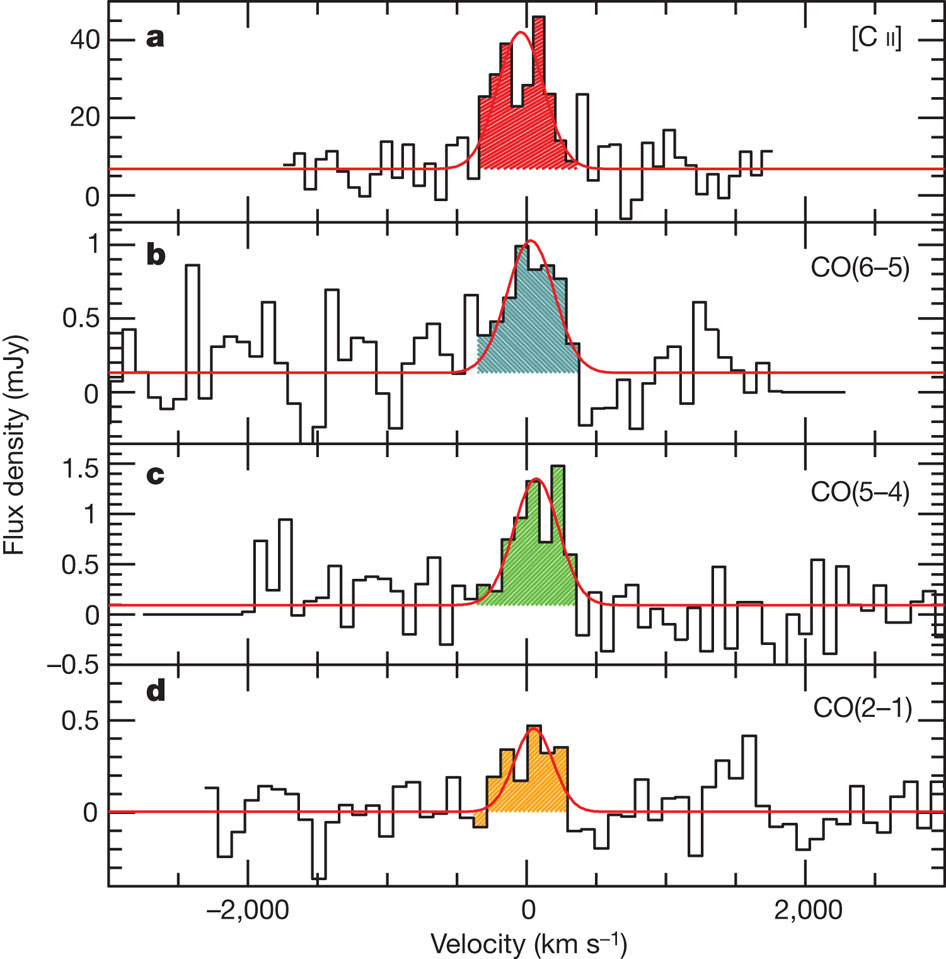 a
[C II]
40
20
0
b
CO(6–5)
1
0.5
0
c
CO(5–4)
1.5
1
0.5
0
–0.5
d
CO(2–1)
0.5
0
Flux density (mJy)
–2,000
0
2,000
Velocity (km s⁻¹)